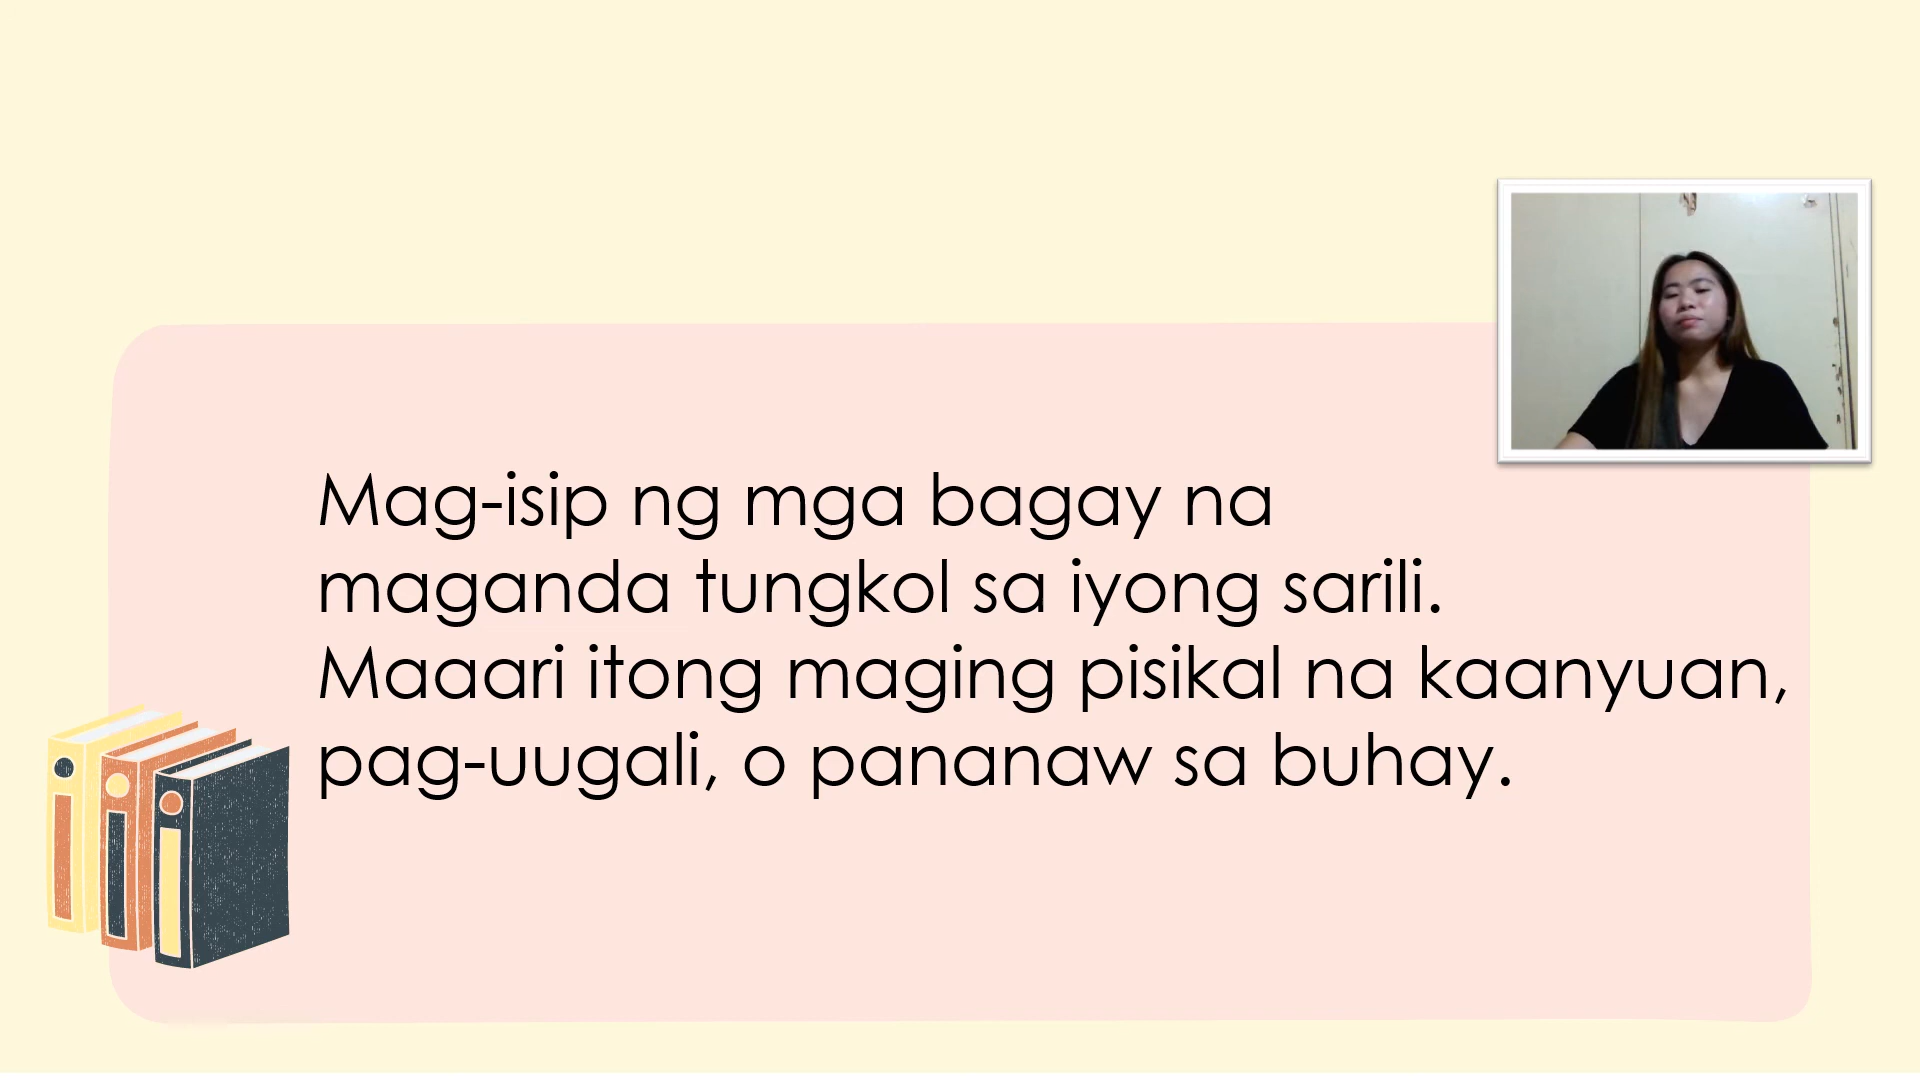 Mag-isip ng mga bagay na
maganda tungkol sa iyong sarili.
Maaari itong maging pisikal na kaanyuan,
pag-uugali, o pananaw sa buhay.